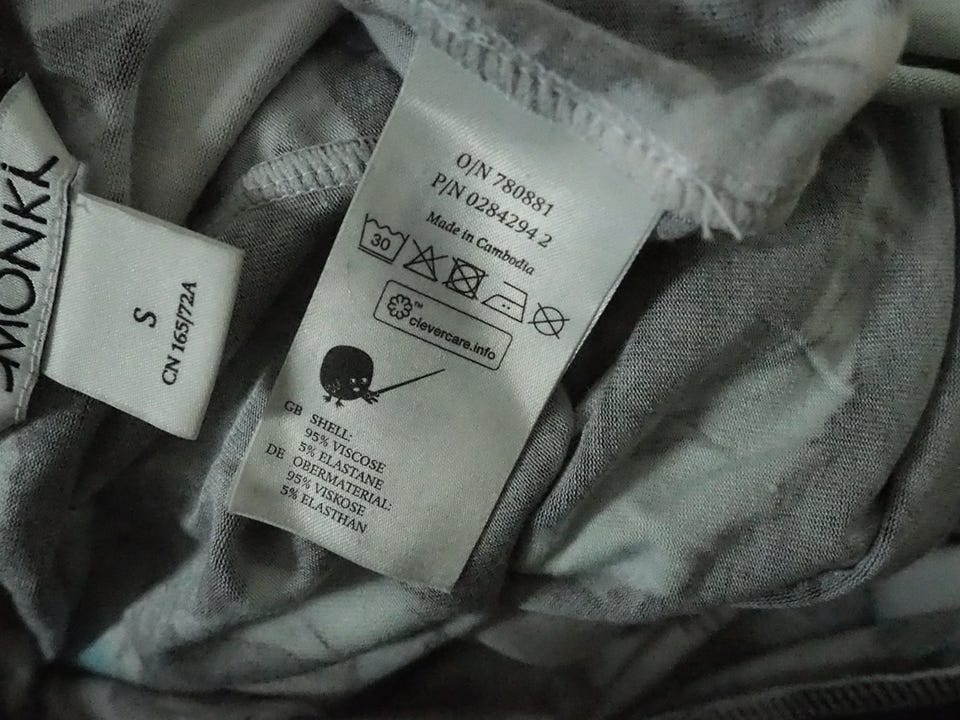 MONKI
S
CN 165/72A
O/N 780881
P/N 0284294 2
Made in Cambodia
30
™
clevercare.info
GB SHELL:
95% VISCOSE
5% ELASTANE
DE OBERMATERIAL:
95% VISKOSE
5% ELASTHAN